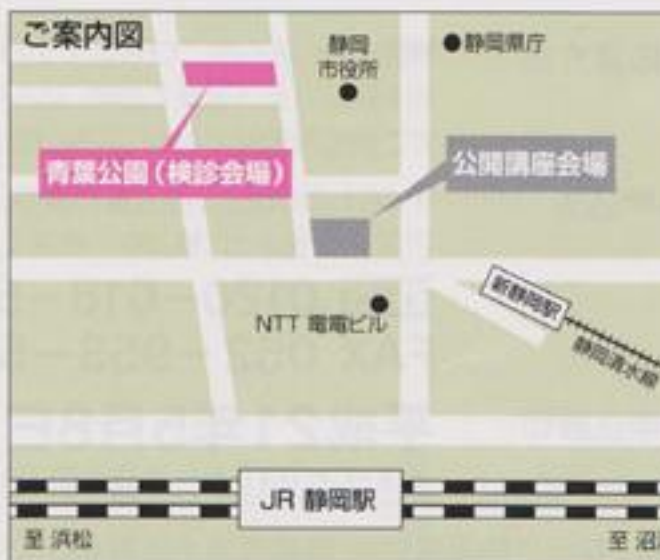 ご案内図
静岡
市役所
静岡県庁
青葉公園(検診会場)
公開講座会場
新静岡駅
静岡清水線
NTT 電電ビル
JR 静岡駅
至 浜松
至 沼